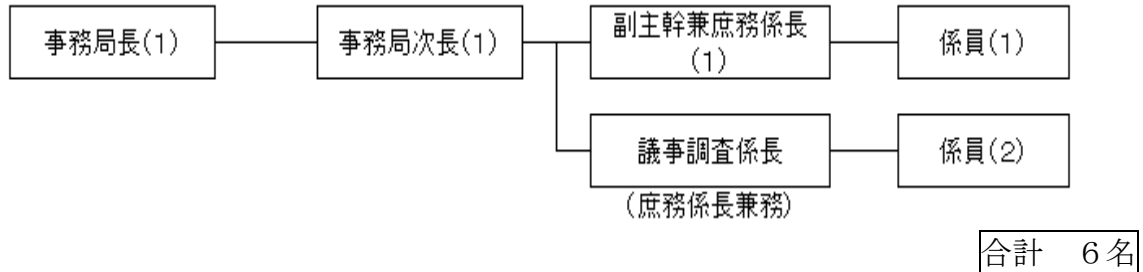 事務局長(1)
事務局次長(1)
副主幹兼庶務係長
(1)
係員(1)
議事調査係長
係員(2)
(庶務係長兼務)
合計　６名